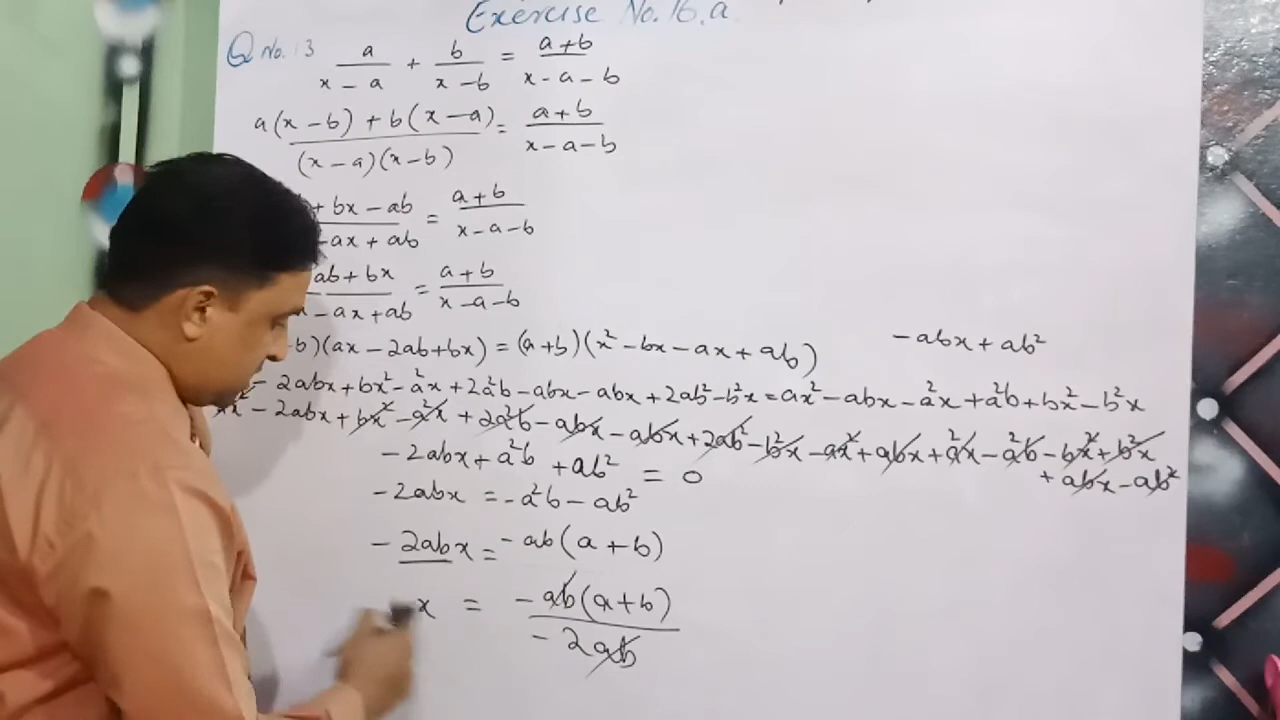 Exercise No. 16.a
Q No. 3 a/(x - a) + b/(x - b) = (a + b)/(x - a - b)
(a(x - b) + b(x - a))/((x - a)(x - b)) = (a + b)/(x - a - b)
(+ bx - ab)/(-ax + ab) = (a + b)/(x - a - b)
(ab + bx)/(- ax + ab) = (a + b)/(x - a - b)
b)(ax - 2ab + bx) = (a + b)(x² - bx - ax + ab) - abx + ab²
- 2abx + bx² - a²x + 2a²b - abx - abx + 2ab² - b²x = ax² - abx - a²x + a²b + bx² - b²x
ax² - 2abx + bx² - a²x + 2a²b - abx - abx + 2ab² - b²x - ax² + abx + a²x - a²b - bx² + b²x
+ abx - ab²
- 2abx + a²b + ab² = 0
- 2abx = - a²b - ab²
- 2abx = - ab(a + b)
x = (- ab(a + b))/(- 2ab)